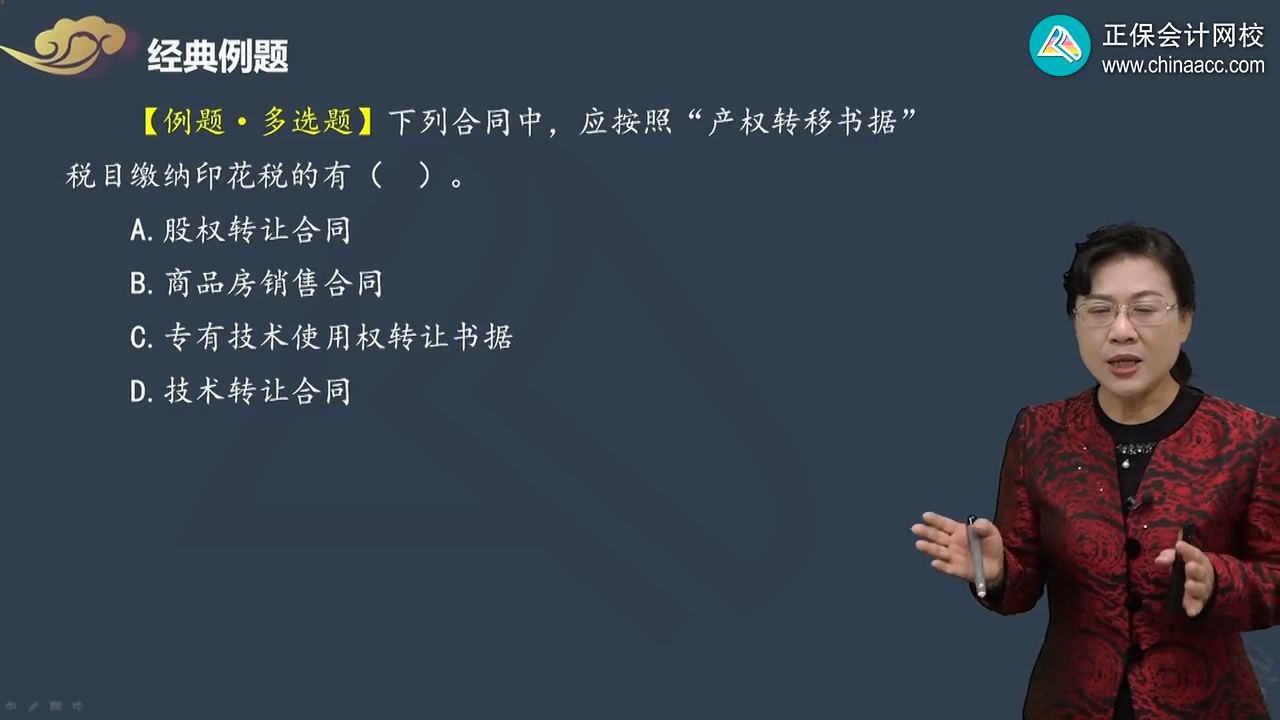 经典例题
正保会计网校
www.chinaacc.com
【例题·多选题】下列合同中，应按照“产权转移书据”
税目缴纳印花税的有（　）。
A. 股权转让合同
B. 商品房销售合同
C. 专有技术使用权转让书据
D. 技术转让合同